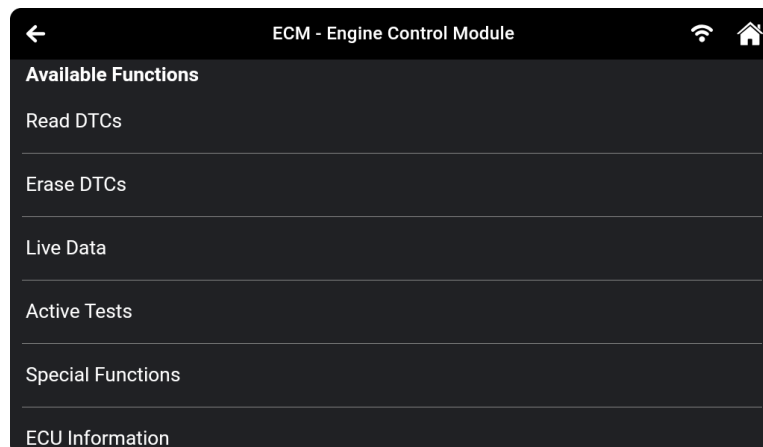 ECM - Engine Control Module
Available Functions
Read DTCs
Erase DTCs
Live Data
Active Tests
Special Functions
ECU Information